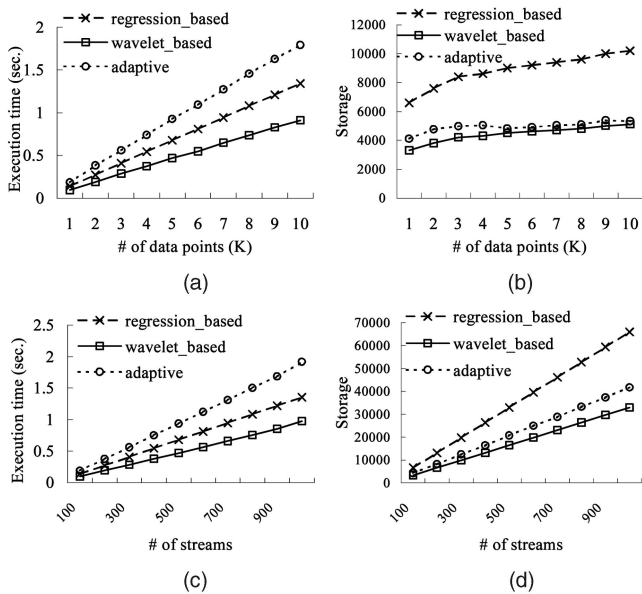 regression_based
wavelet_based
adaptive
Execution time (sec.)
2
1.5
1
0.5
0
1 2 3 4 5 6 7 8 9 10
# of data points (K)
(a)
regression_based
wavelet_based
adaptive
Storage
12000
10000
8000
6000
4000
2000
0
1 2 3 4 5 6 7 8 9 10
# of data points (K)
(b)
regression_based
wavelet_based
adaptive
Execution time (sec.)
2.5
2
1.5
1
0.5
0
100 300 500 700 900
# of streams
(c)
regression_based
wavelet_based
adaptive
Storage
70000
60000
50000
40000
30000
20000
10000
0
100 300 500 700 900
# of streams
(d)